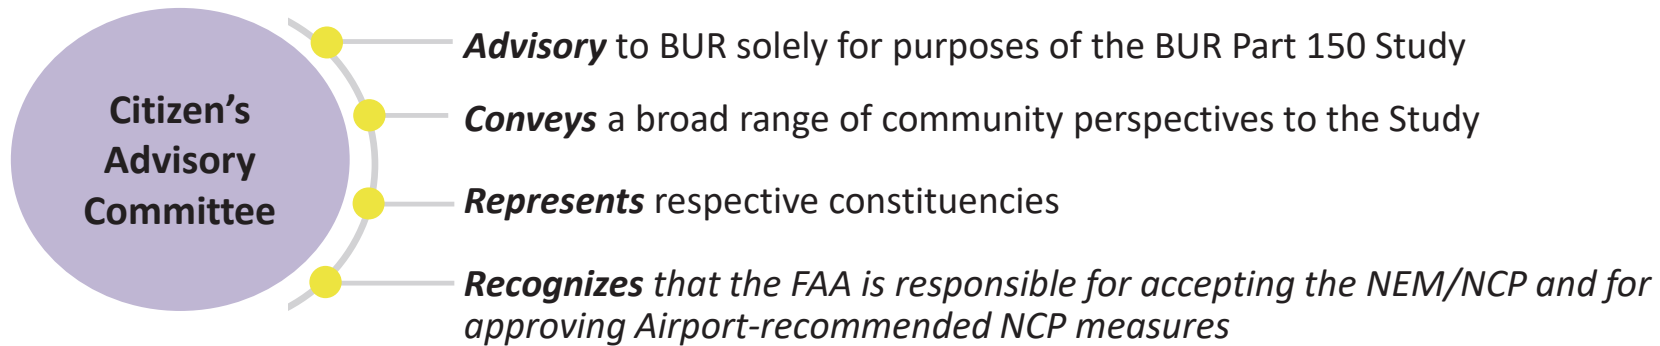 Citizen’s
Advisory
Committee
Advisory to BUR solely for purposes of the BUR Part 150 Study
Conveys a broad range of community perspectives to the Study
Represents respective constituencies
Recognizes that the FAA is responsible for accepting the NEM/NCP and for
approving Airport-recommended NCP measures